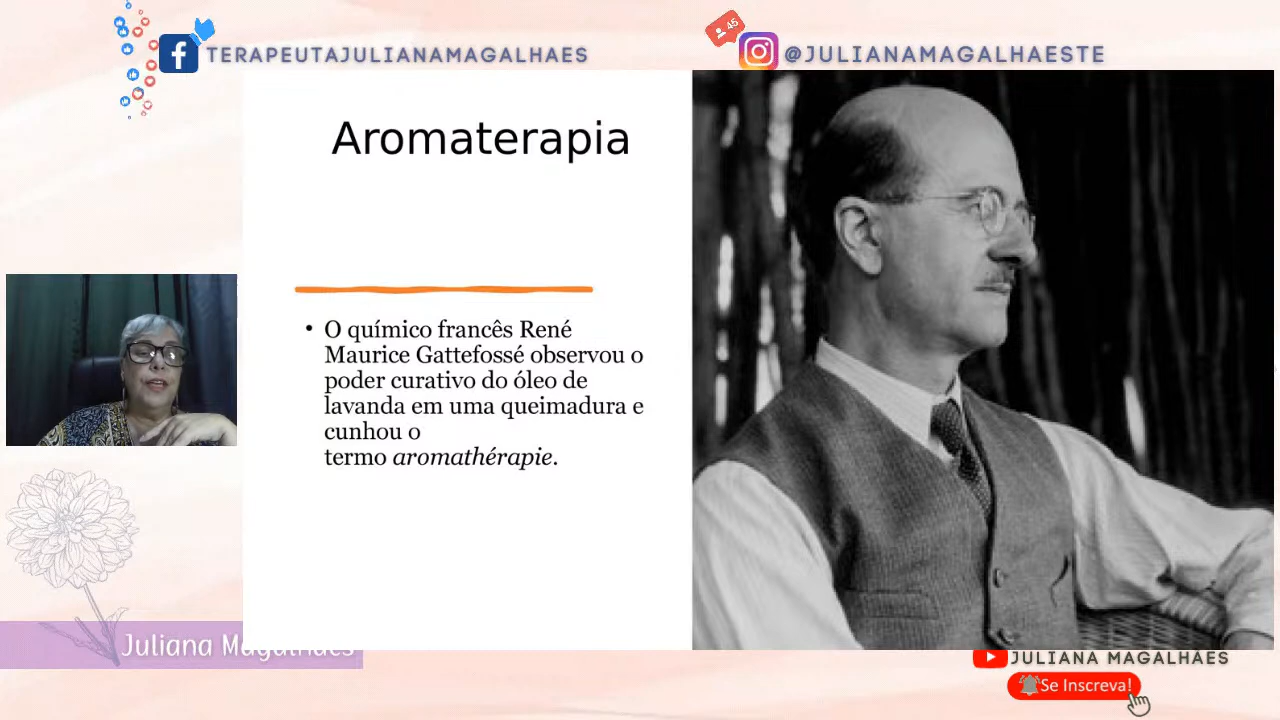 TERAPEUTAJULIANAMAGALHAES
45
@JULIANAMAGALHAESTE
Aromaterapia
• O químico francês René
Maurice Gattefossé observou o
poder curativo do óleo de
lavanda em uma queimadura e
cunhou o
termo aromathérapie.
Juliana Magalhaes
JULIANA MAGALHAES
Se Inscreva!